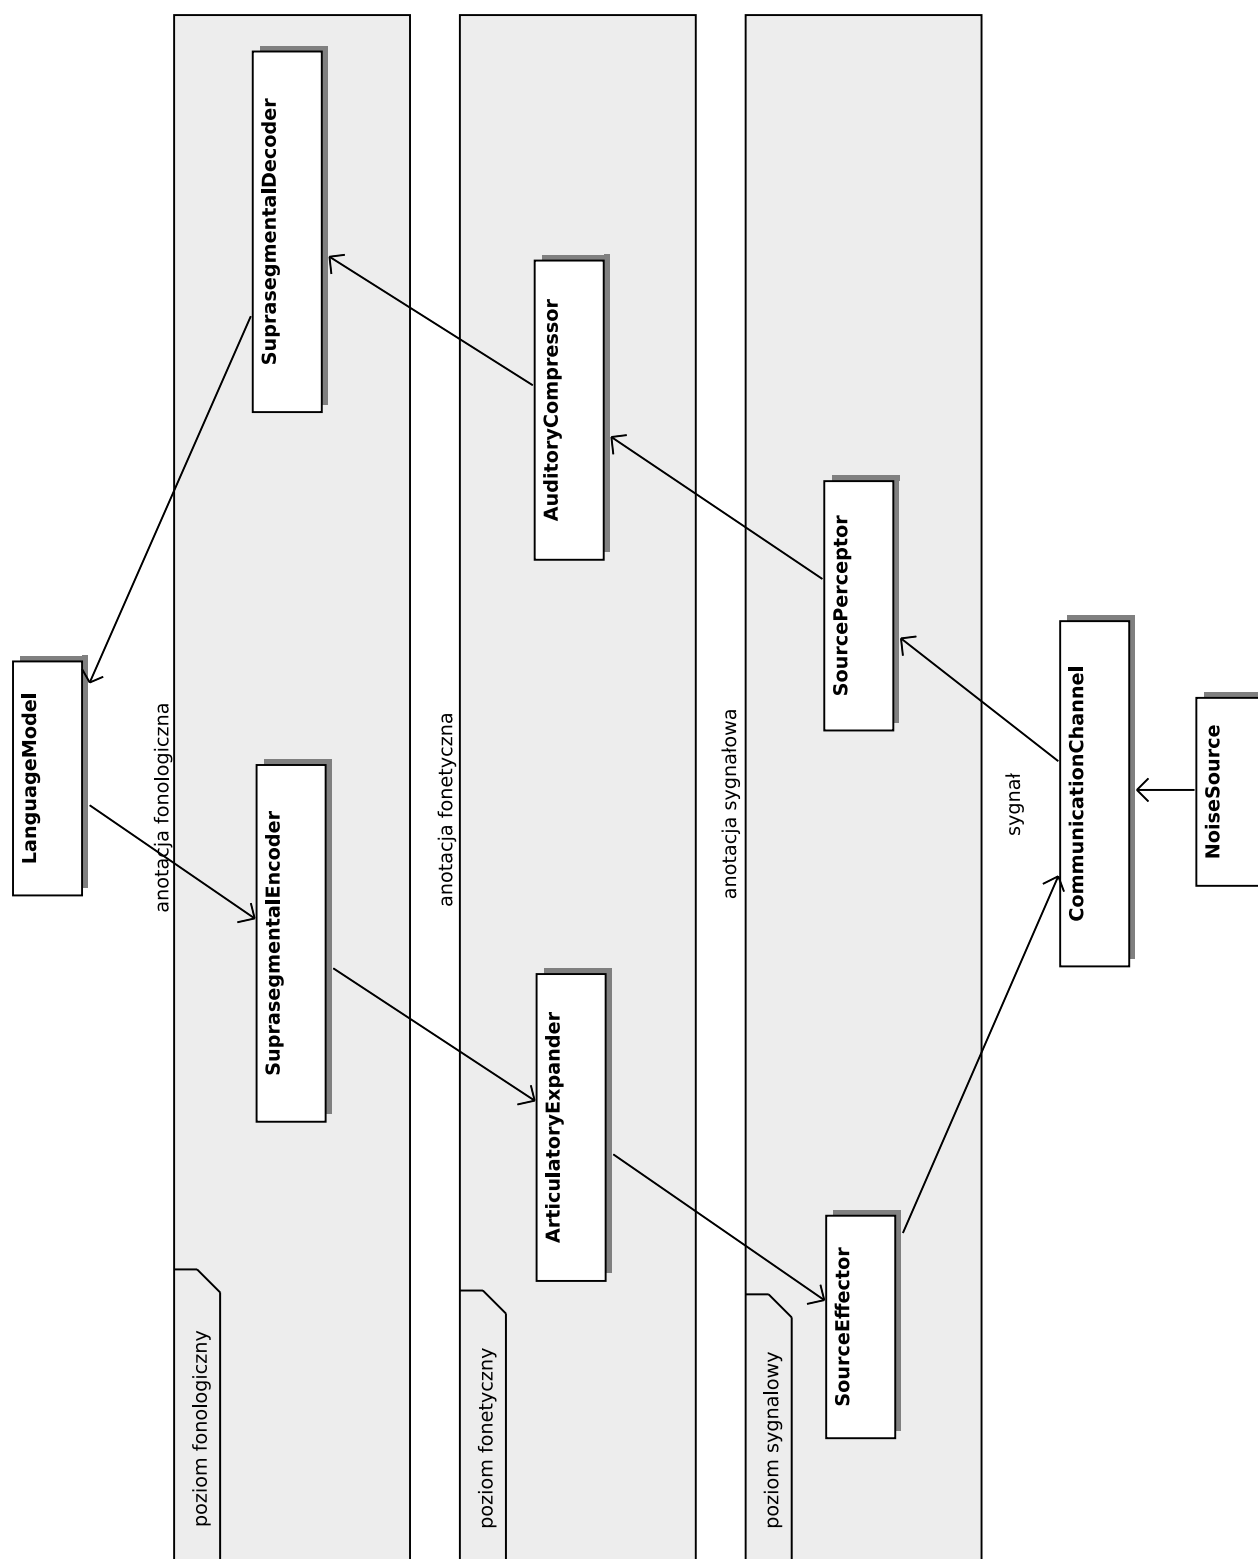 LanguageModel
anotacja fonologiczna
poziom fonologiczny
SuprasegmentalEncoder
SuprasegmentalDecoder
anotacja fonetyczna
poziom fonetyczny
ArticulatoryExpander
AuditoryCompressor
anotacja sygnałowa
poziom sygnalowy
SourceEffector
SourcePerceptor
sygnał
CommunicationChannel
NoiseSource